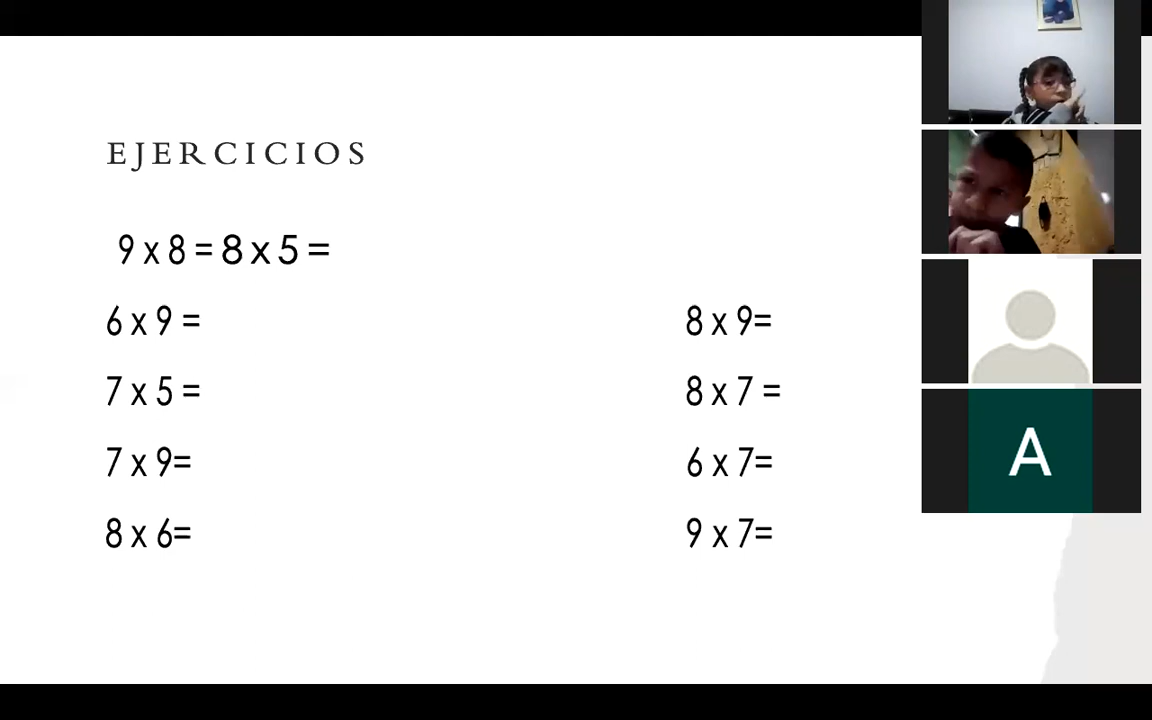 EJERCICIOS
9 x 8 = 8 x 5 =
6 x 9 =
7 x 5 =
7 x 9=
8 x 6=
8 x 9=
8 x 7 =
6 x 7=
9 x 7=
A